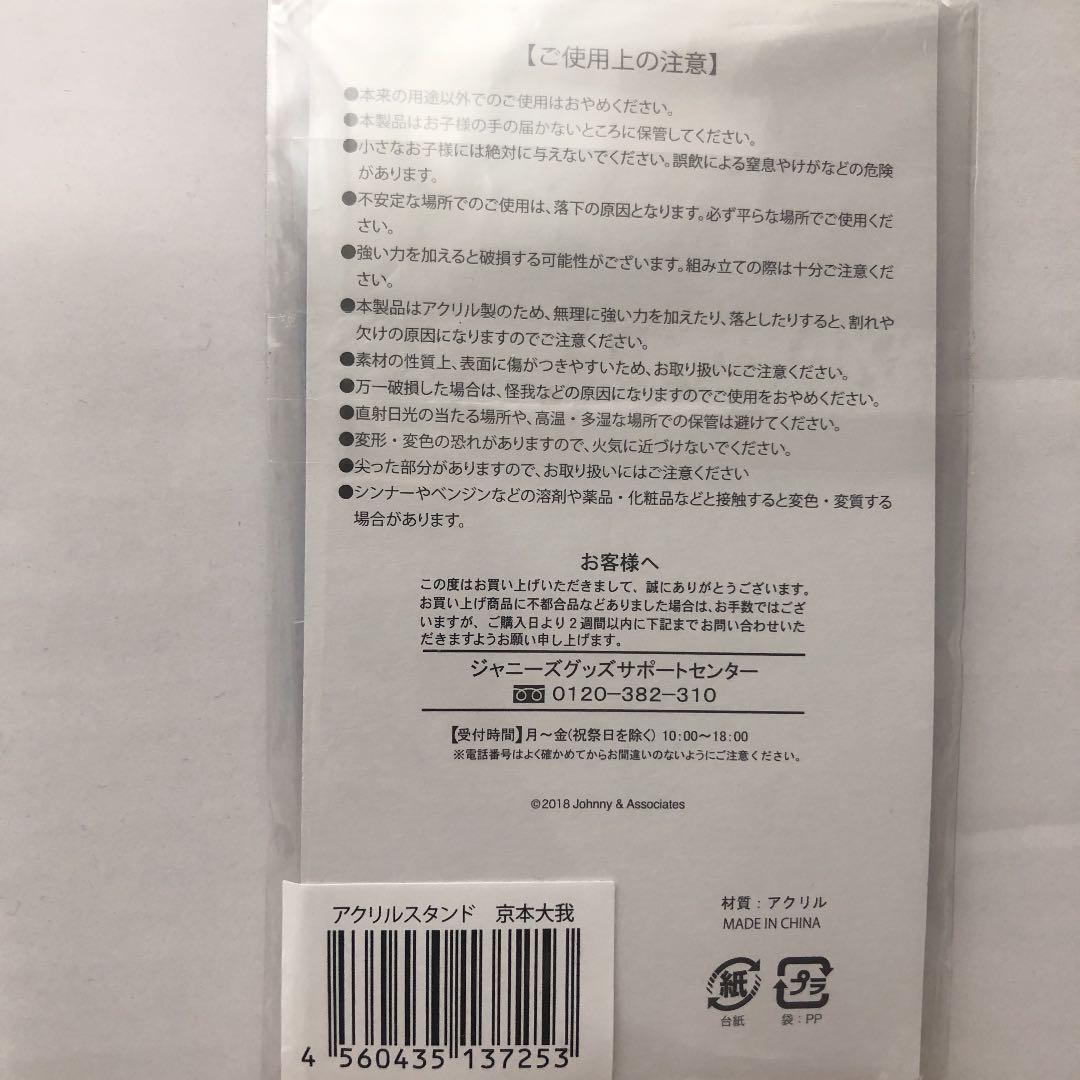 【ご使用上の注意】
●本来の用途以外でのご使用はおやめください。
●本製品はお子様の手の届かないところに保管してください。
●小さなお子様には絶対に与えないでください。誤飲による窒息やけがなどの危険
があります。
●不安定な場所でのご使用は、落下の原因となります。必ず平らな場所でご使用くだ
さい。
●強い力を加えると破損する可能性がございます。組み立ての際は十分ご注意くだ
さい。
●本製品はアクリル製のため、無理に強い力を加えたり、落としたりすると、割れや
欠けの原因になりますのでご注意ください。
●素材の性質上、表面に傷がつきやすいため、お取り扱いにご注意ください。
●万一破損した場合は、怪我などの原因になりますのでご使用をおやめください。
●直射日光の当たる場所や、高温・多湿な場所での保管は避けてください。
●変形・変色の恐れがありますので、火気に近づけないでください。
●尖った部分がありますので、お取り扱いにはご注意ください
●シンナーやベンジンなどの溶剤や薬品・化粧品などと接触すると変色・変質する
場合があります。
お客様へ
この度はお買い上げいただきまして、誠にありがとうございます。
お買い上げ商品に不都合品などありました場合は、お手数ではござ
いますが、ご購入日より2週間以内に下記までお問い合わせいた
だきますようお願い申し上げます。
ジャニーズグッズサポートセンター
0120-382-310
【受付時間】月～金(祝祭日を除く) 10:00～18:00
※電話番号はよく確かめてからお間違いのないようにご注意ください。
©2018 Johnny & Associates
アクリルスタンド 京本大我
4 560435 137253
材質：アクリル
MADE IN CHINA
紙 プラ
台紙 袋：PP